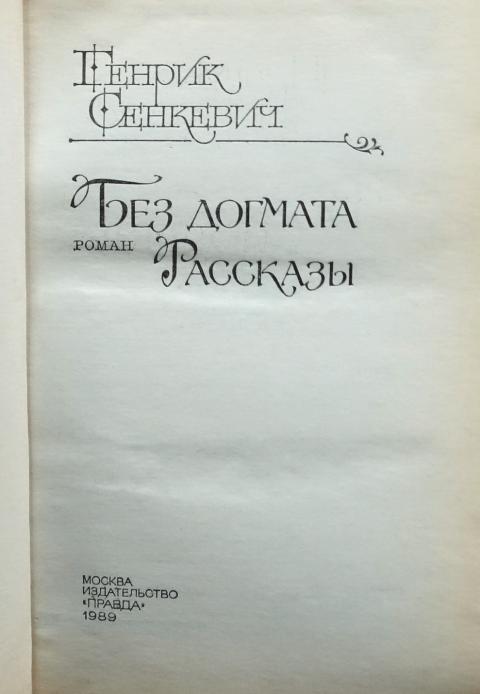 Генрик
Сенкевич
Без догмата
роман
Рассказы
МОСКВА
ИЗДАТЕЛЬСТВО
«ПРАВДА»
1989